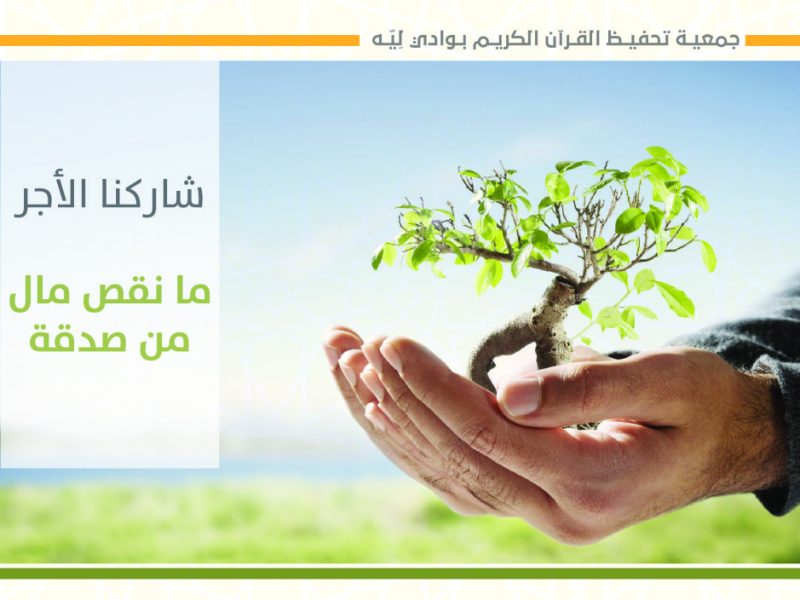 جمعية تحفيظ القرآن الكريم بوادي لِيّه
شاركنا الأجر
ما نقص مال
من صدقة